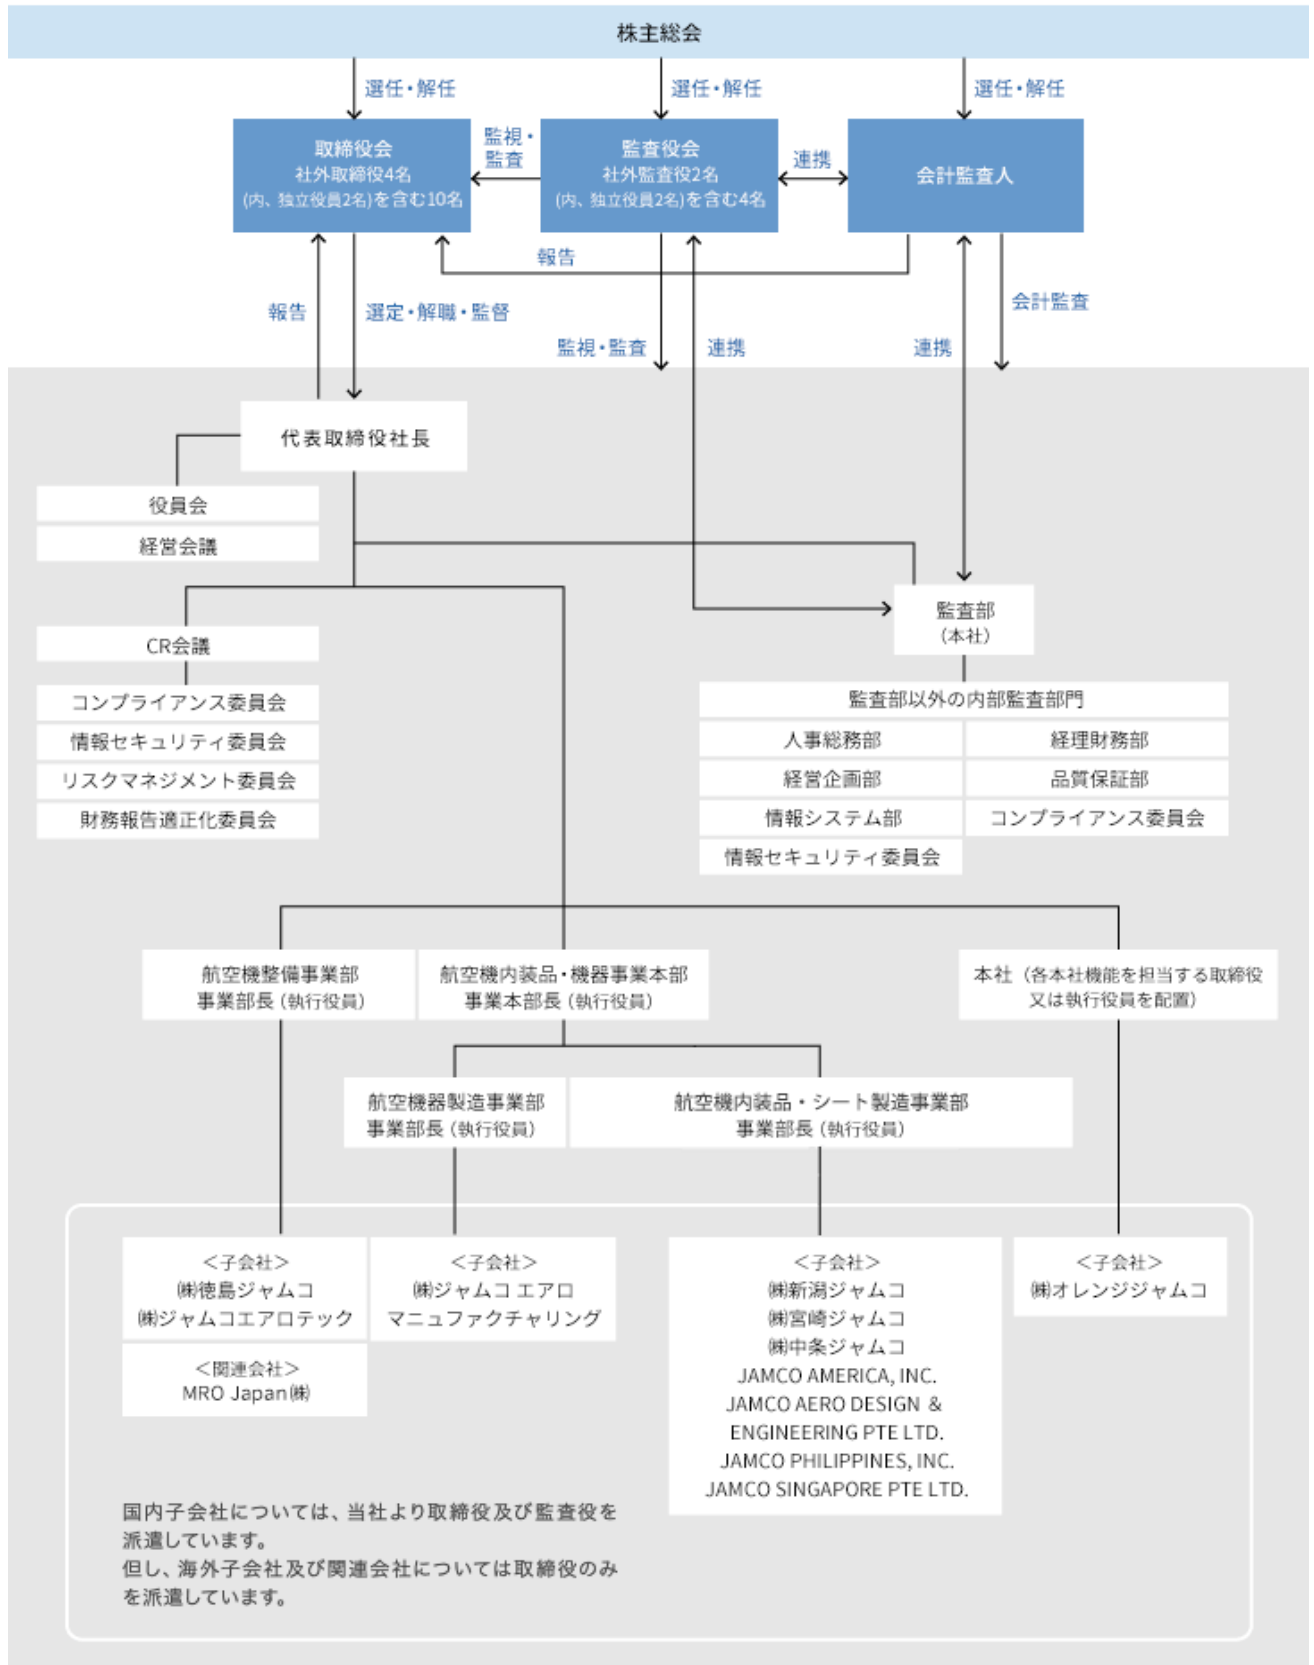 株主総会
選任・解任
選任・解任
選任・解任
取締役会
社外取締役4名
(内、独立役員2名)を含む10名
監視・
監査
監査役会
社外監査役2名
(内、独立役員2名)を含む4名
連携
会計監査人
報告
報告
選定・解職・監督
監視・監査
連携
連携
会計監査
代表取締役社長
役員会
経営会議
CR会議
コンプライアンス委員会
情報セキュリティ委員会
リスクマネジメント委員会
財務報告適正化委員会
監査部
(本社)
監査部以外の内部監査部門
人事総務部
経理財務部
経営企画部
品質保証部
情報システム部
コンプライアンス委員会
情報セキュリティ委員会
航空機整備事業部
事業部長(執行役員)
航空機内装品・機器事業本部
事業本部長(執行役員)
本社(各本社機能を担当する取締役
又は執行役員を配置)
航空機器製造事業部
事業部長(執行役員)
航空機内装品・シート製造事業部
事業部長(執行役員)
<子会社>
㈱徳島ジャムコ
㈱ジャムコエアロテック
<関連会社>
MRO Japan㈱
<子会社>
㈱ジャムコ エアロ
マニュファクチャリング
<子会社>
㈱新潟ジャムコ
㈱宮崎ジャムコ
㈱中条ジャムコ
JAMCO AMERICA, INC.
JAMCO AERO DESIGN &
ENGINEERING PTE LTD.
JAMCO PHILIPPINES, INC.
JAMCO SINGAPORE PTE LTD.
<子会社>
㈱オレンジジャムコ
国内子会社については、当社より取締役及び監査役を
派遣しています。
但し、海外子会社及び関連会社については取締役のみ
を派遣しています。